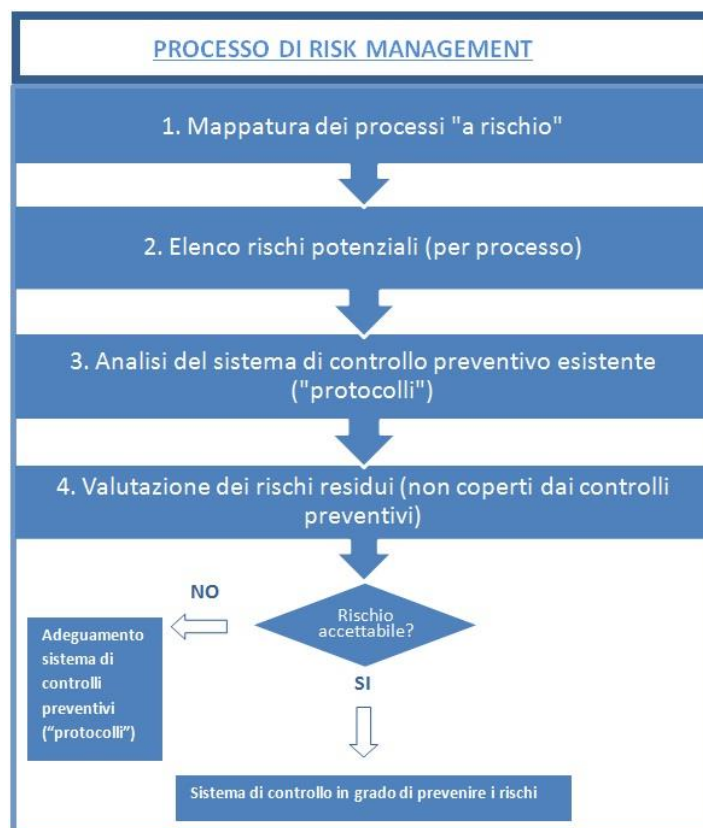 PROCESSO DI RISK MANAGEMENT
1. Mappatura dei processi "a rischio"
2. Elenco rischi potenziali (per processo)
3. Analisi del sistema di controllo preventivo esistente
("protocolli")
4. Valutazione dei rischi residui (non coperti dai controlli
preventivi)
Rischio
accettabile?
NO
Adeguamento
sistema di
controlli
preventivi
(“protocolli”)
SI
Sistema di controllo in grado di prevenire i rischi